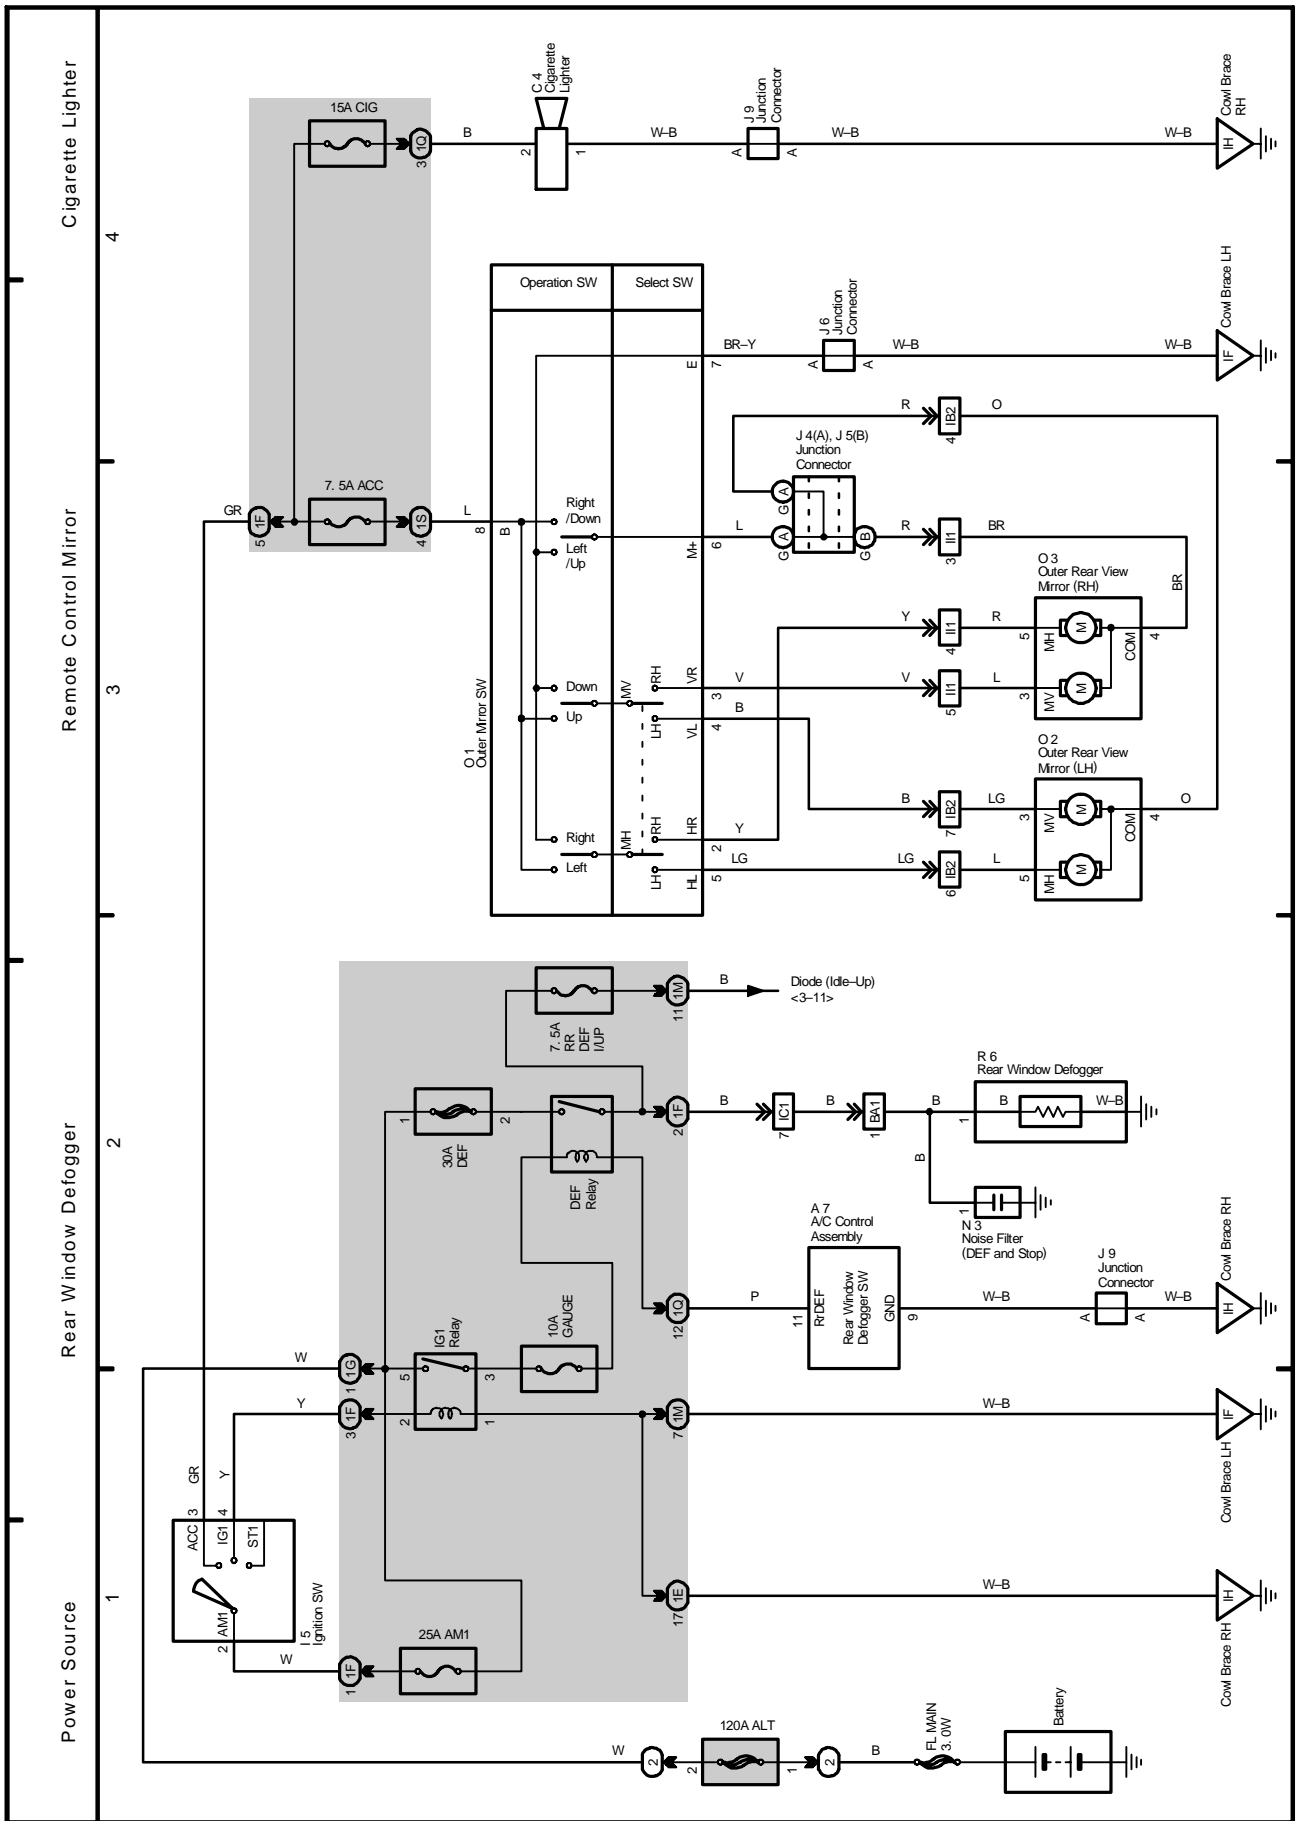 Power Source
Rear Window Defogger
Remote Control Mirror
Cigarette Lighter
1
2
3
4
15A CIG
3
1Q
B
2
C 4
Cigarette
Lighter
1
W–B
A
J 9
Junction
Connector
A
W–B
W–B
IH
Cowl Brace
RH
GR
5
1F
7. 5A ACC
4
1S
L
8
B
Operation SW
Select SW
E
7
BR–Y
A
J 6
Junction
Connector
A
W–B
W–B
IF
Cowl Brace LH
R
4
IB2
O
J 4(A), J 5(B)
Junction
Connector
G
A
Right
/Down
Left
/Up
M+
6
L
G
A
G
B
R
3
II1
BR
O 3
Outer Rear View
Mirror (RH)
BR
Y
4
II1
R
5
MH
M
COM
4
O 1
Outer Mirror SW
Down
Up
MV
RH
LH
VR
3
V
V
5
II1
L
3
MV
M
VL
4
B
O 2
Outer Rear View
Mirror (LH)
B
7
IB2
LG
3
MV
M
COM
4
O
Right
Left
MH
RH
LH
HR
2
Y
HL
5
LG
LG
6
IB2
L
5
MH
M
7. 5A
RR
DEF
I/UP
11
1M
B
Diode (Idle–Up)
<3–11>
1
30A
DEF
2
DEF
Relay
2
1F
B
7
IC1
B
1
BA1
B
B
R 6
Rear Window Defogger
1
B
W–B
1
N 3
Noise Filter
(DEF and Stop)
10A
GAUGE
12
1Q
P
A 7
A/C Control
Assembly
11
RrDEF
Rear Window
Defogger SW
GND
9
W–B
A
J 9
Junction
Connector
A
W–B
IH
Cowl Brace RH
W
1
1G
IG1
Relay
5
3
Y
3
1F
2
1
7
1M
W–B
IF
Cowl Brace LH
GR
Y
ACC
3
IG1
4
ST1
AM1
2
I 5
Ignition SW
W
1
1F
25A AM1
17
1E
W–B
IH
Cowl Brace RH
W
2
2
120A ALT
1
2
B
FL MAIN
3. 0W
Battery